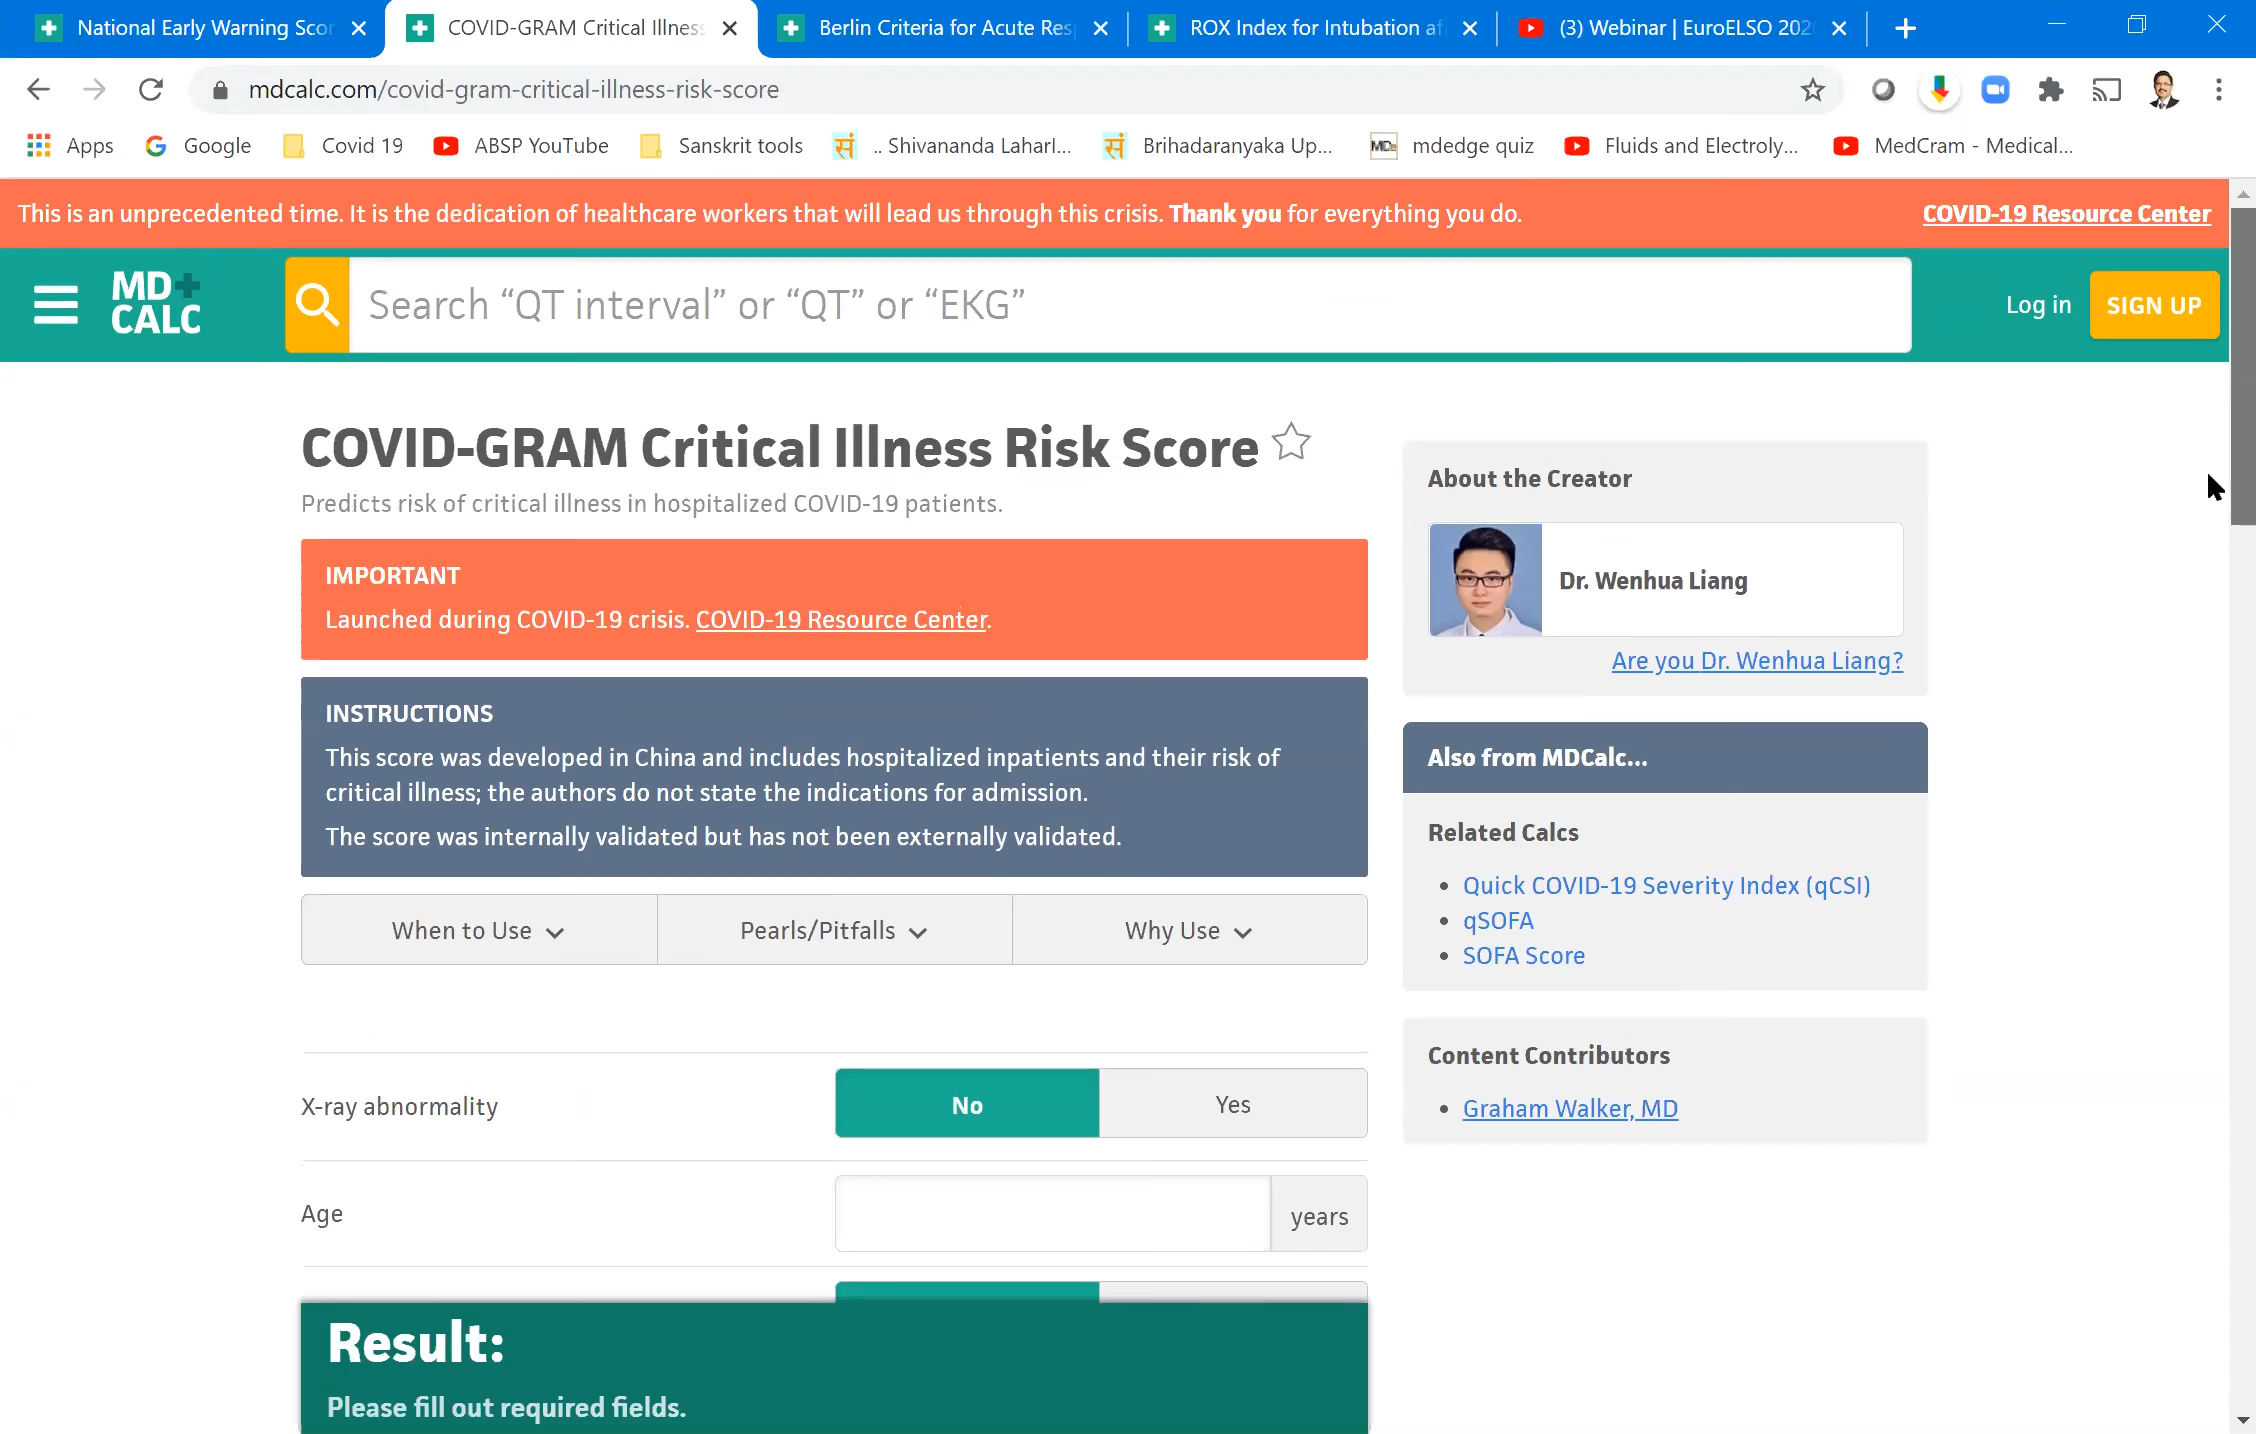 National Early Warning Scor
COVID-GRAM Critical Illness
Berlin Criteria for Acute Res
ROX Index for Intubation af
(3) Webinar | EuroELSO 202
mdcalc.com/covid-gram-critical-illness-risk-score
Apps
Google
Covid 19
ABSP YouTube
Sanskrit tools
सं
.. Shivananda LaharI...
सं
Brihadaranyaka Up...
MD
mdedge quiz
Fluids and Electroly...
MedCram - Medical...
This is an unprecedented time. It is the dedication of healthcare workers that will lead us through this crisis. Thank you for everything you do.
COVID-19 Resource Center
MD+
CALC
Search “QT interval” or “QT” or “EKG”
Log in
SIGN UP
COVID-GRAM Critical Illness Risk Score
Predicts risk of critical illness in hospitalized COVID-19 patients.
IMPORTANT
Launched during COVID-19 crisis. COVID-19 Resource Center.
INSTRUCTIONS
This score was developed in China and includes hospitalized inpatients and their risk of
critical illness; the authors do not state the indications for admission.
The score was internally validated but has not been externally validated.
When to Use
Pearls/Pitfalls
Why Use
X-ray abnormality
No
Yes
Age
years
Result:
Please fill out required fields.
About the Creator
Dr. Wenhua Liang
Are you Dr. Wenhua Liang?
Also from MDCalc...
Related Calcs
• Quick COVID-19 Severity Index (qCSI)
• qSOFA
• SOFA Score
Content Contributors
• Graham Walker, MD